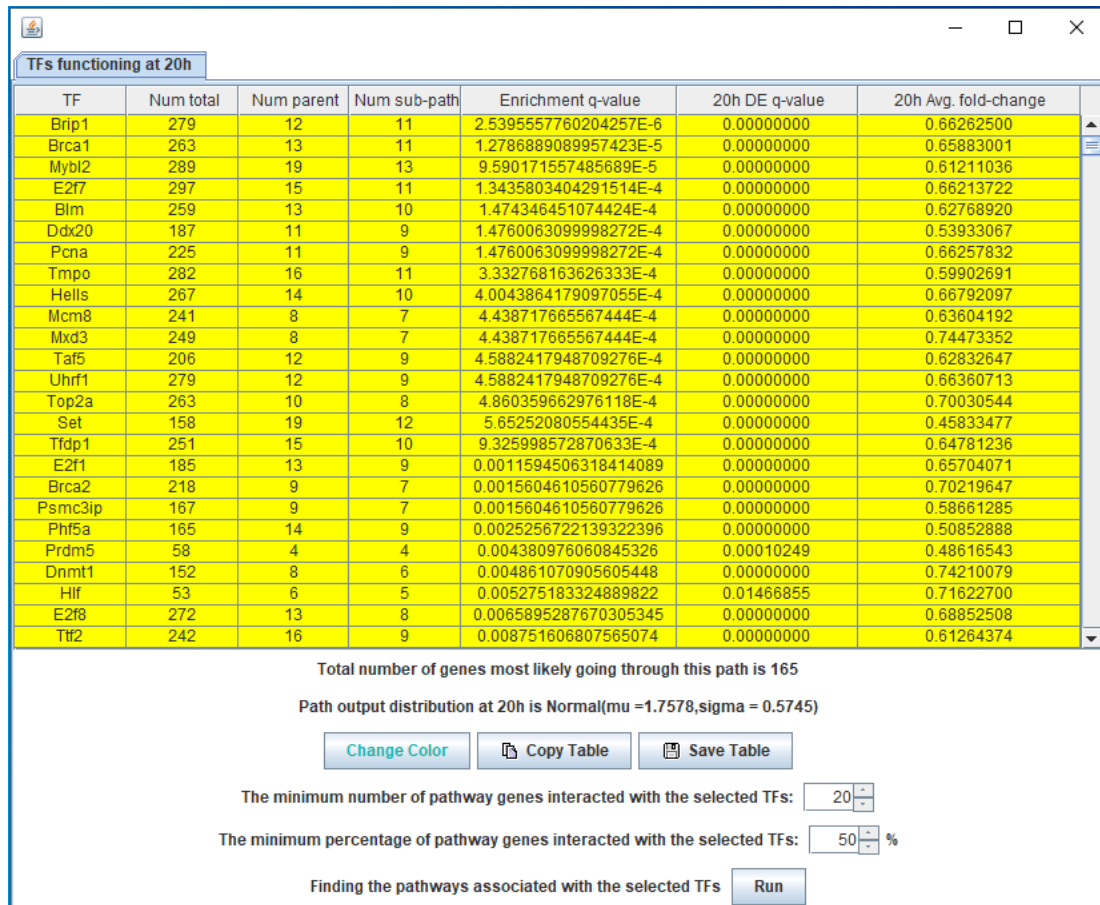 TFs functioning at 20h
TF Num total Num parent Num sub-path Enrichment q-value 20h DE q-value 20h Avg. fold-change
Brip1 279 12 11 2.5395557760204257E-6 0.00000000 0.66262500
Brca1 263 13 11 1.2786889089957423E-5 0.00000000 0.65883001
Mybl2 289 19 13 9.590171557485689E-5 0.00000000 0.61211036
E2f7 297 15 11 1.3435803404291514E-4 0.00000000 0.66213722
Blm 259 13 10 1.474346451074424E-4 0.00000000 0.62768920
Ddx20 187 11 9 1.4760063099998272E-4 0.00000000 0.53933067
Pcna 225 11 9 1.4760063099998272E-4 0.00000000 0.66257832
Tmpo 282 16 11 3.332768163626333E-4 0.00000000 0.59902691
Hells 267 14 10 4.0043864179097055E-4 0.00000000 0.66792097
Mcm8 241 8 7 4.438717665567444E-4 0.00000000 0.63604192
Mxd3 249 8 7 4.438717665567444E-4 0.00000000 0.74473352
Taf5 206 12 9 4.5882417948709276E-4 0.00000000 0.62832647
Uhrf1 279 12 9 4.5882417948709276E-4 0.00000000 0.66360713
Top2a 263 10 8 4.860359662976118E-4 0.00000000 0.70030544
Set 158 19 12 5.65252080554435E-4 0.00000000 0.45833477
Tfdp1 251 15 10 9.325998572870633E-4 0.00000000 0.64781236
E2f1 185 13 9 0.0011594506318414089 0.00000000 0.65704071
Brca2 218 9 7 0.0015604610560779626 0.00000000 0.70219647
Psmc3ip 167 9 7 0.0015604610560779626 0.00000000 0.58661285
Phf5a 165 14 9 0.0025256722139322396 0.00000000 0.50852888
Prdm5 58 4 4 0.004380976060845326 0.00010249 0.48616543
Dnmt1 152 8 6 0.004861070905605448 0.00000000 0.74210079
Hlf 53 6 5 0.005275183324889822 0.01466855 0.71622700
E2f8 272 13 8 0.0065895287670305345 0.00000000 0.68852508
Ttf2 242 16 9 0.008751606807565074 0.00000000 0.61264374
Total number of genes most likely going through this path is 165
Path output distribution at 20h is Normal(mu =1.7578,sigma = 0.5745)
Change Color Copy Table Save Table
The minimum number of pathway genes interacted with the selected TFs: 20
The minimum percentage of pathway genes interacted with the selected TFs: 50 %
Finding the pathways associated with the selected TFs Run